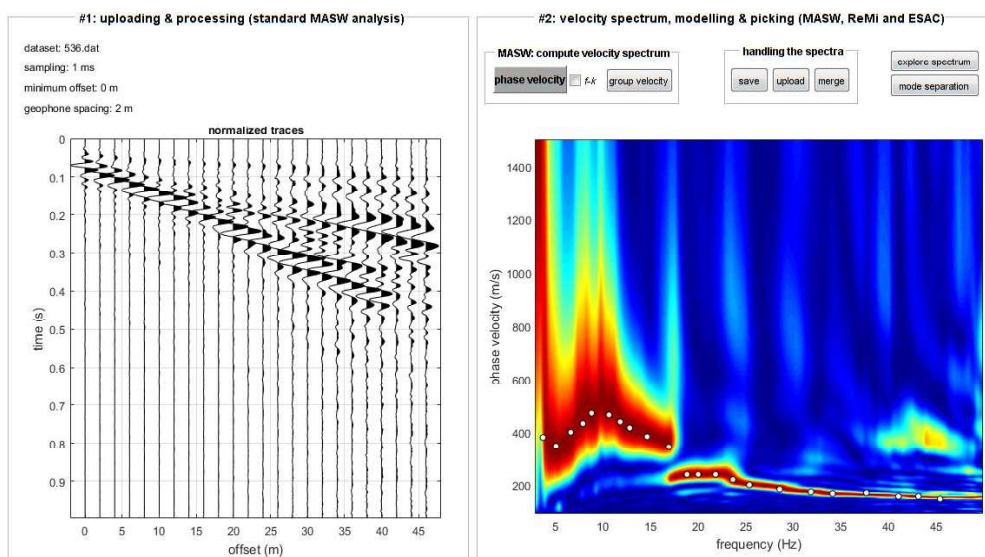 #1: uploading & processing (standard MASW analysis)
dataset: 536.dat
sampling: 1 ms
minimum offset: 0 m
geophone spacing: 2 m
normalized traces
0
0.1
0.2
0.3
0.4
0.5
0.6
0.7
0.8
0.9
time (s)
0 5 10 15 20 25 30 35 40 45
offset (m)
#2: velocity spectrum, modelling & picking (MASW, ReMi and ESAC)
MASW: compute velocity spectrum
phase velocity f-k group velocity
handling the spectra
save upload merge
explore spectrum
mode separation
1400
1200
1000
800
600
400
200
phase velocity (m/s)
5 10 15 20 25 30 35 40 45
frequency (Hz)